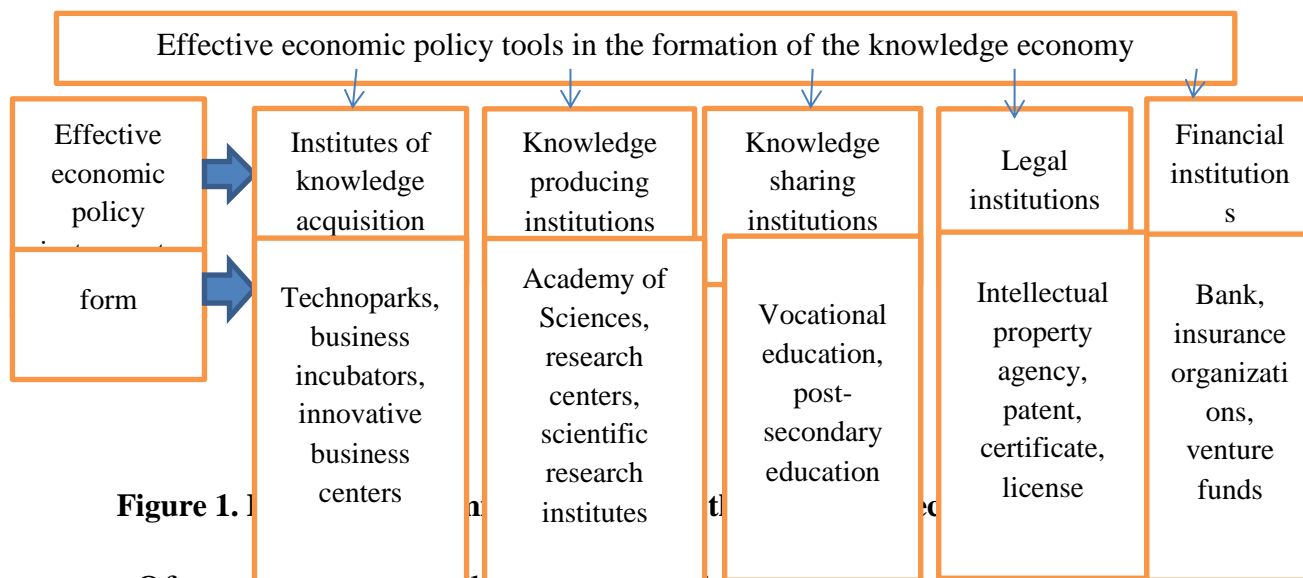 Effective economic policy tools in the formation of the knowledge economy
Effective
economic
policy
Institutes of
knowledge
acquisition
Knowledge
producing
institutions
Knowledge
sharing
institutions
Legal
institutions
Financial
institution
s
form
Technoparks,
business
incubators,
innovative
business
centers
Academy of
Sciences,
research
centers,
scientific
research
institutes
Vocational
education,
post-
secondary
education
Intellectual
property
agency,
patent,
certificate,
license
Bank,
insurance
organizati
ons,
venture
funds
Figure 1.